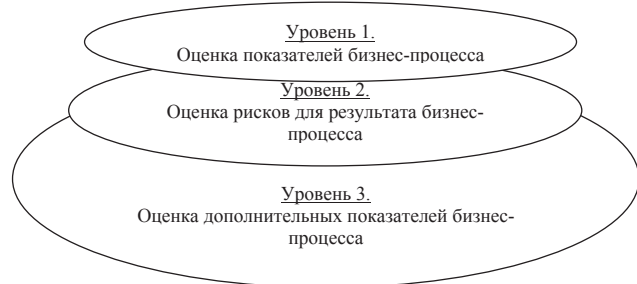 Уровень 1.
Оценка показателей бизнес-процесса
Уровень 2.
Оценка рисков для результата бизнес-
процесса
Уровень 3.
Оценка дополнительных показателей бизнес-
процесса